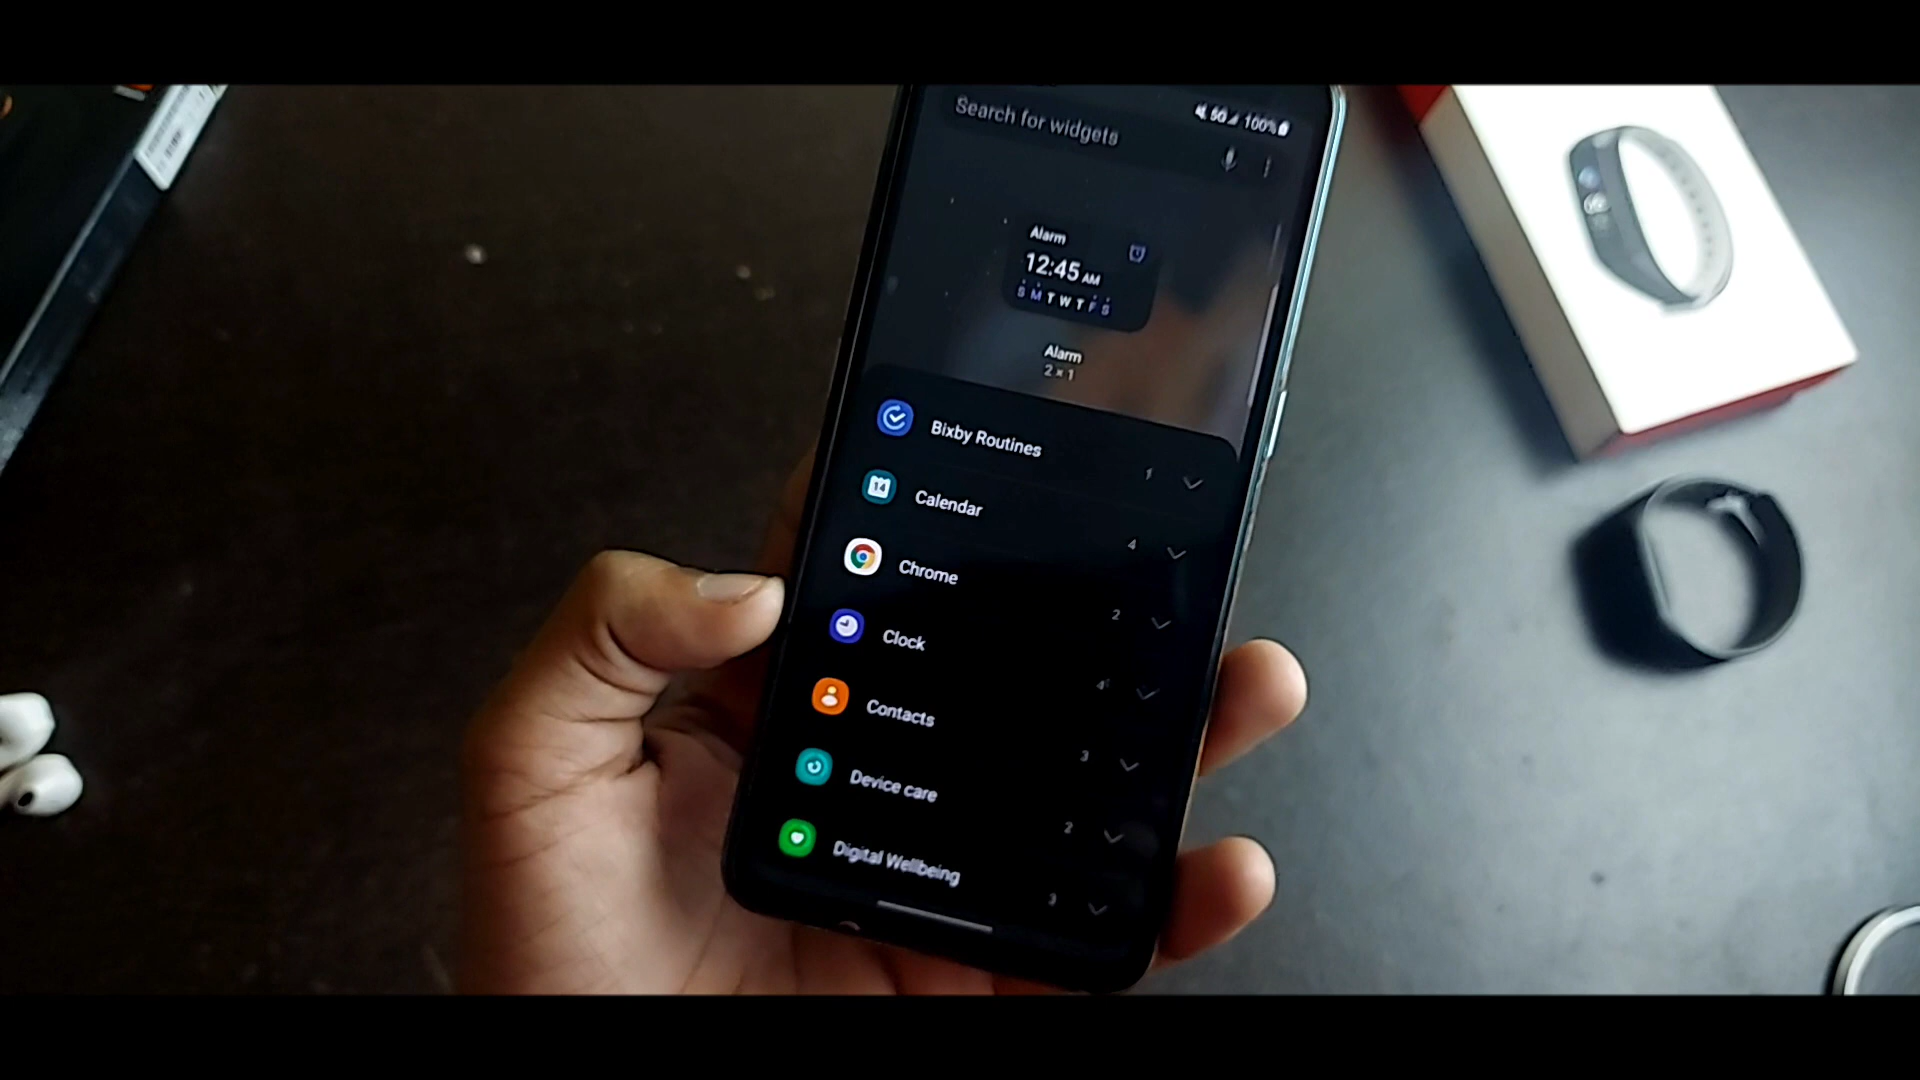 5G 100%
Search for widgets
Alarm
12:45 AM
S M T W T F S
Alarm
2 × 1
Bixby Routines 1
14 Calendar 4
Chrome 2
Clock 4
Contacts 3
Device care 2
Digital Wellbeing 3